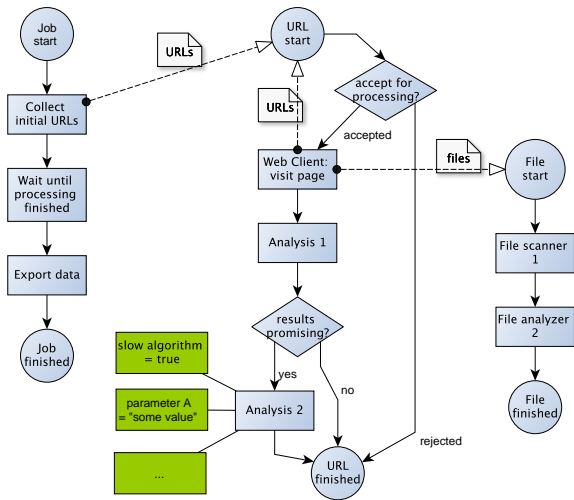 Job
start
URLs
URL
start
accept for
processing?
Collect
initial URLs
URLs
accepted
files
Web Client:
visit page
File
start
Wait until
processing
finished
Analysis 1
File scanner
1
Export data
results
promising?
File analyzer
2
slow algorithm
= true
Job
finished
yes
no
parameter A
= "some value"
Analysis 2
File
finished
rejected
...
URL
finished